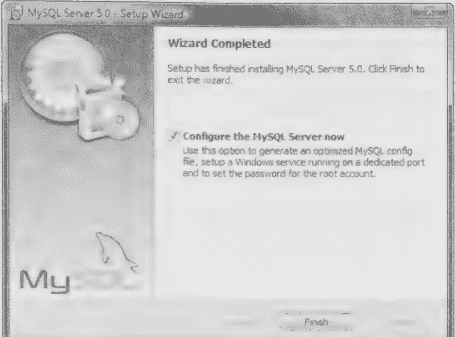 MySQL Server 5.0 - Setup Wizard
Wizard Completed
Setup has finished installing MySQL Server 5.0. Click Finish to
exit the wizard.
Configure the MySQL Server now
Use this option to generate an optimized MySQL config
file, setup a Windows service running on a dedicated port
and to set the password for the root account.
MySQL
Finish